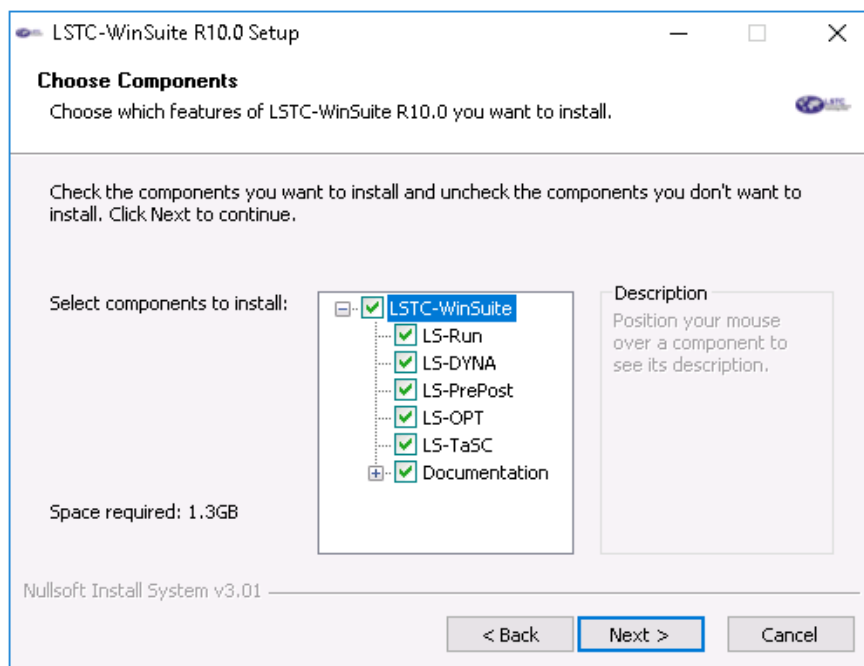 LSTC-WinSuite R10.0 Setup
Choose Components
Choose which features of LSTC-WinSuite R10.0 you want to install.
LSTC
Check the components you want to install and uncheck the components you don't want to
install. Click Next to continue.
Select components to install:
LSTC-WinSuite
LS-Run
LS-DYNA
LS-PrePost
LS-OPT
LS-TaSC
Documentation
Description
Position your mouse
over a component to
see its description.
Space required: 1.3GB
Nullsoft Install System v3.01
< Back
Next >
Cancel